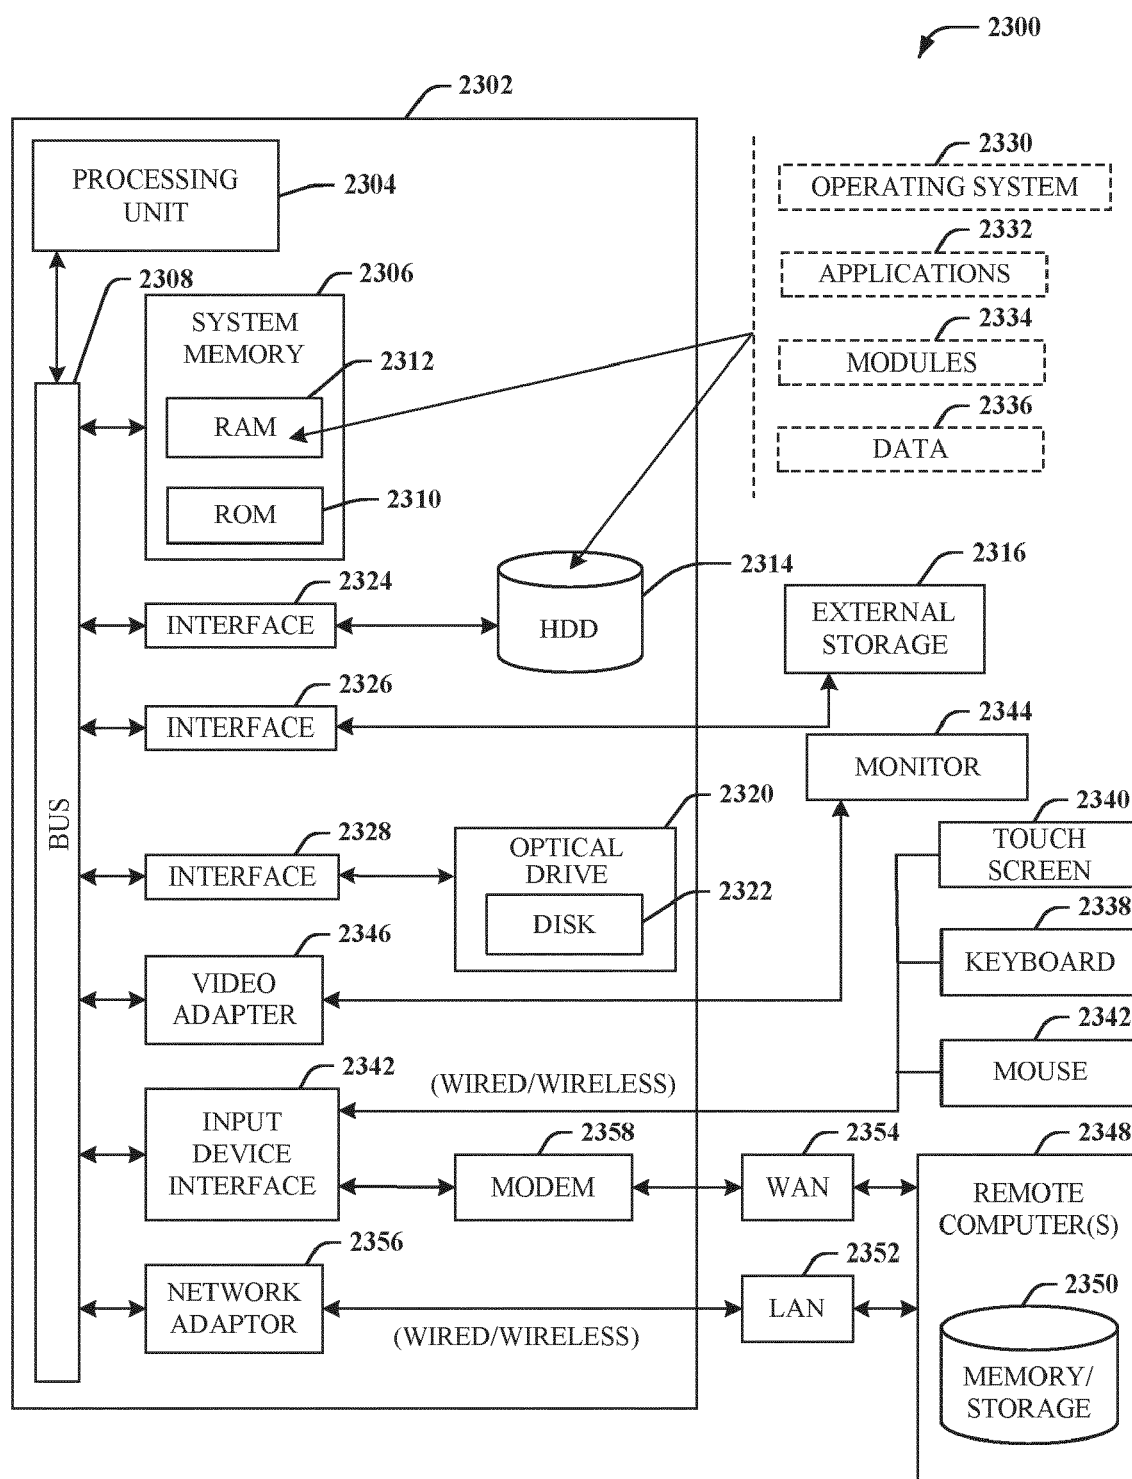 2300
2302
PROCESSING
UNIT
2304
2308
2306
SYSTEM
MEMORY
2312
RAM
2310
ROM
2330
OPERATING SYSTEM
2332
APPLICATIONS
2334
MODULES
2336
DATA
2324
INTERFACE
2314
HDD
2316
EXTERNAL
STORAGE
2326
INTERFACE
2344
MONITOR
BUS
2328
INTERFACE
2320
OPTICAL
DRIVE
2322
DISK
2340
TOUCH
SCREEN
2338
KEYBOARD
2342
MOUSE
2346
VIDEO
ADAPTER
2342
INPUT
DEVICE
INTERFACE
(WIRED/WIRELESS)
2358
MODEM
2354
WAN
2348
REMOTE
COMPUTER(S)
2356
NETWORK
ADAPTOR
(WIRED/WIRELESS)
2352
LAN
2350
MEMORY/
STORAGE